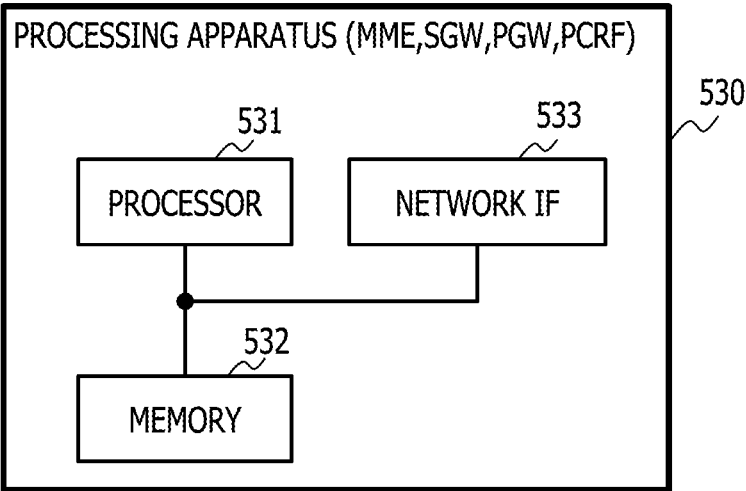 PROCESSING APPARATUS (MME,SGW,PGW,PCRF)
530
531
533
PROCESSOR
NETWORK IF
532
MEMORY